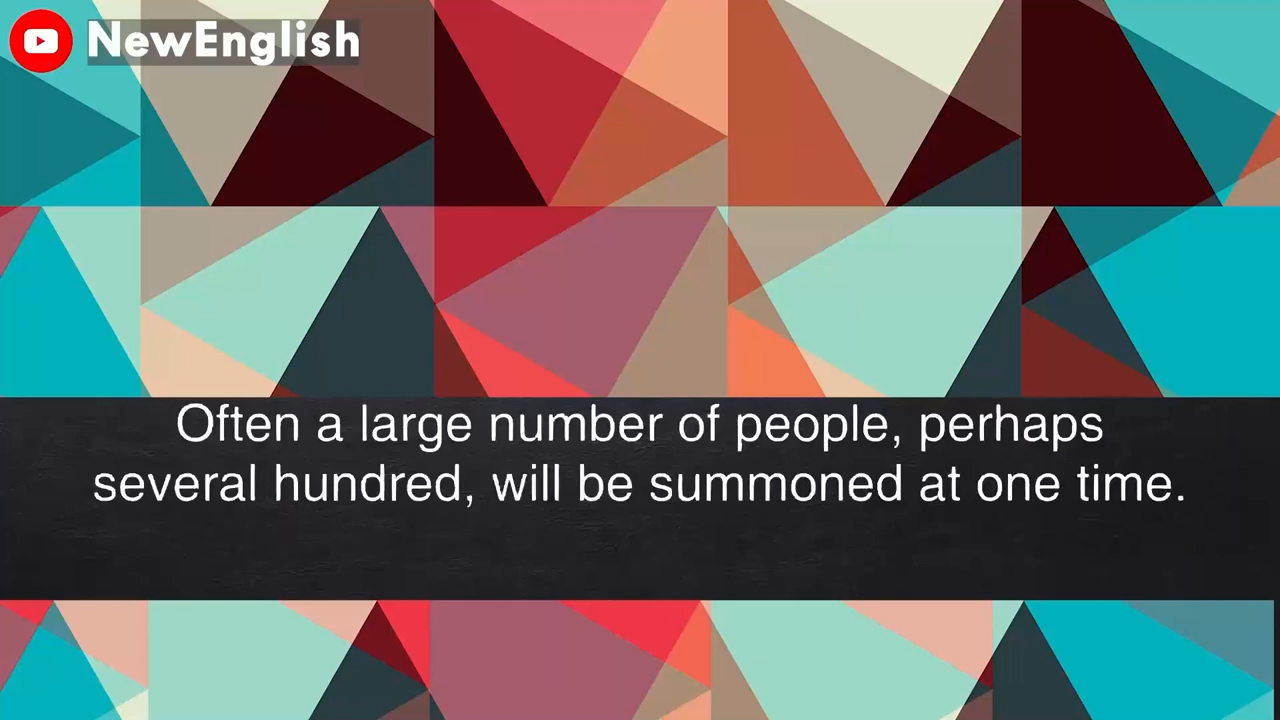 NewEnglish
Often a large number of people, perhaps
several hundred, will be summoned at one time.